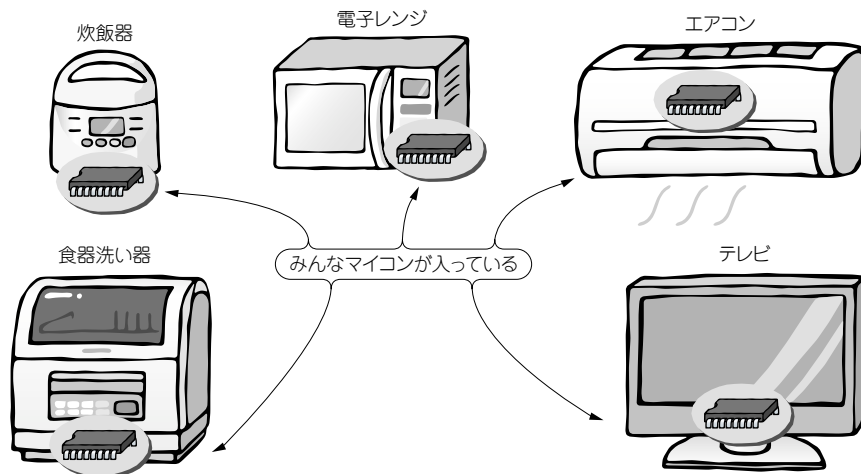 炊飯器
電子レンジ
エアコン
みんなマイコンが入っている
食器洗い器
テレビ